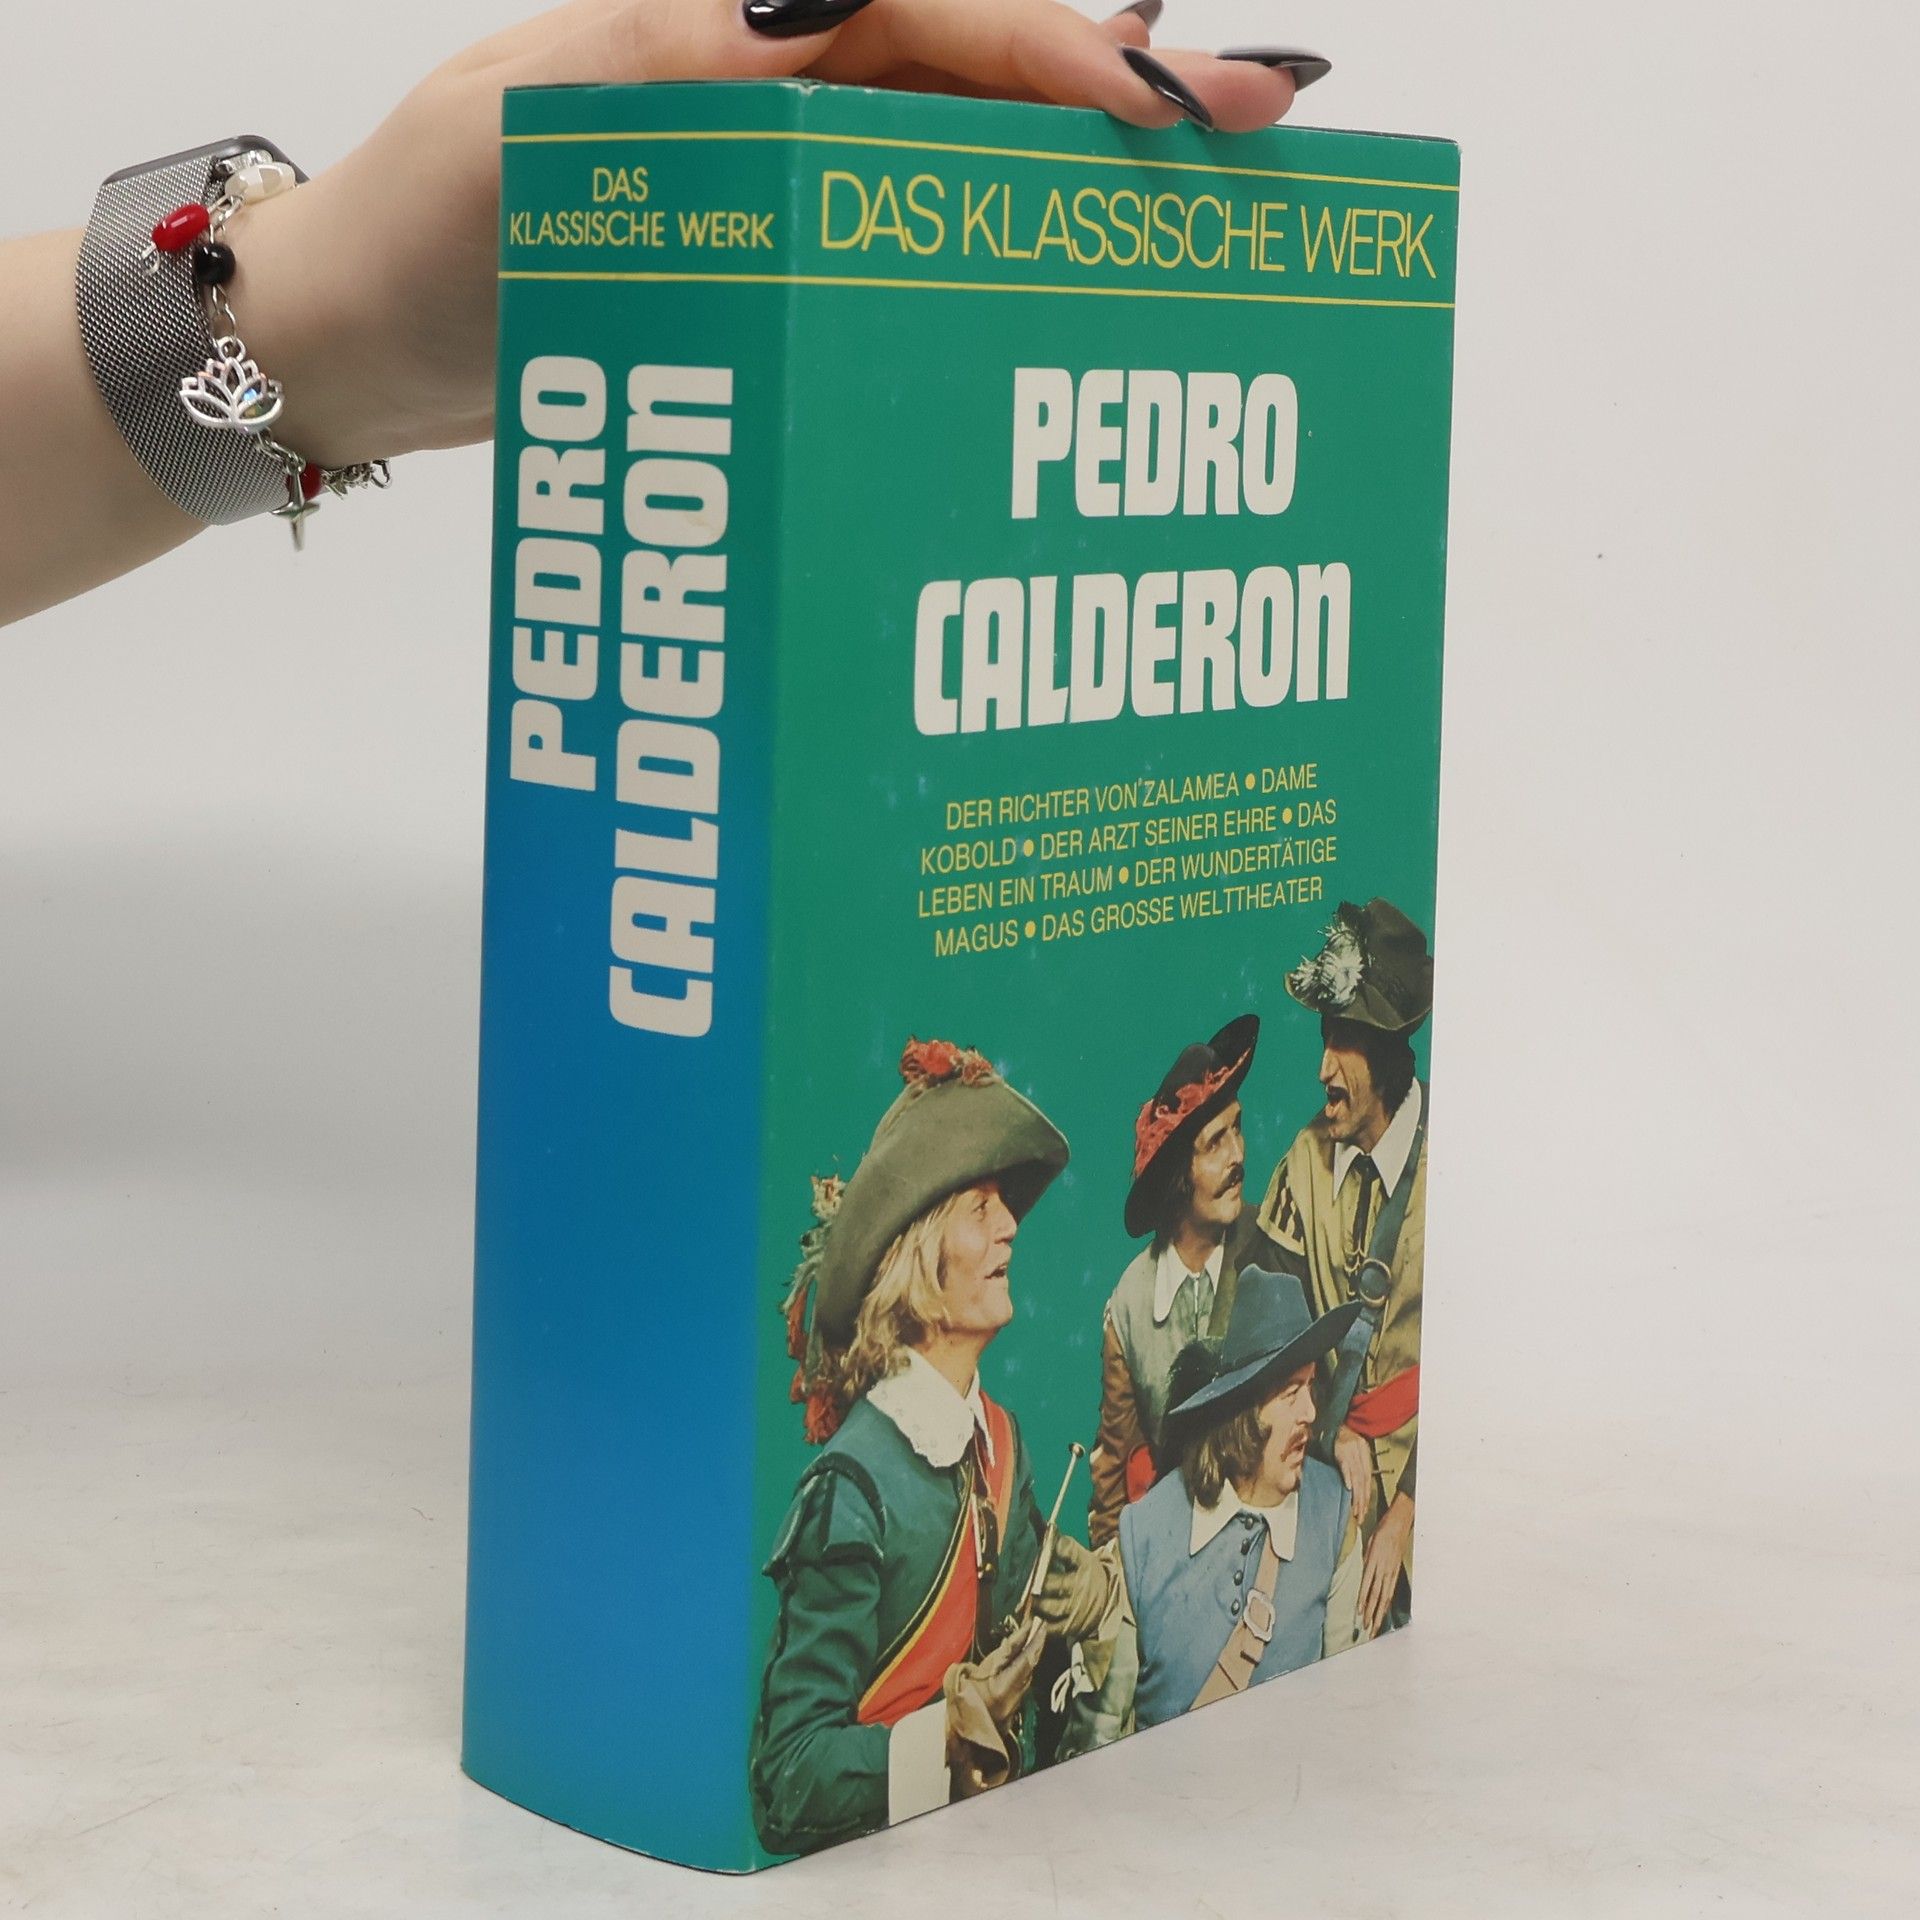 DAS
KLASSISCHE WERK
PEDRO
CALDERON
DAS KLASSISCHE WERK
PEDRO
CALDERON
DER RICHTER VON ZALAMEA • DAME
KOBOLD • DER ARZT SEINER EHRE • DAS
LEBEN EIN TRAUM • DER WUNDERTÄTIGE
MAGUS • DAS GROSSE WELTTHEATER